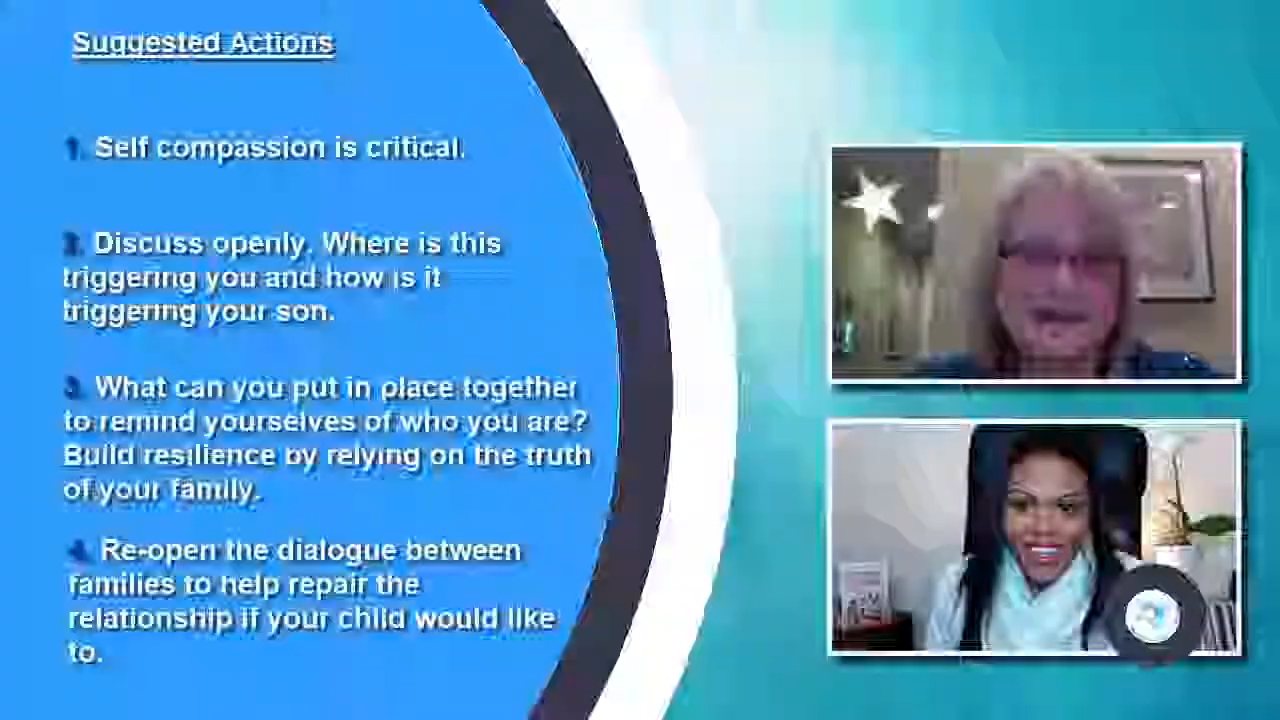 Suggested Actions
1. Self compassion is critical.
2. Discuss openly. Where is this
triggering you and how is it
triggering your son.
3. What can you put in place together
to remind yourselves of who you are?
Build resilience by relying on the truth
of your family.
4. Re-open the dialogue between
families to help repair the
relationship if your child would like
to.